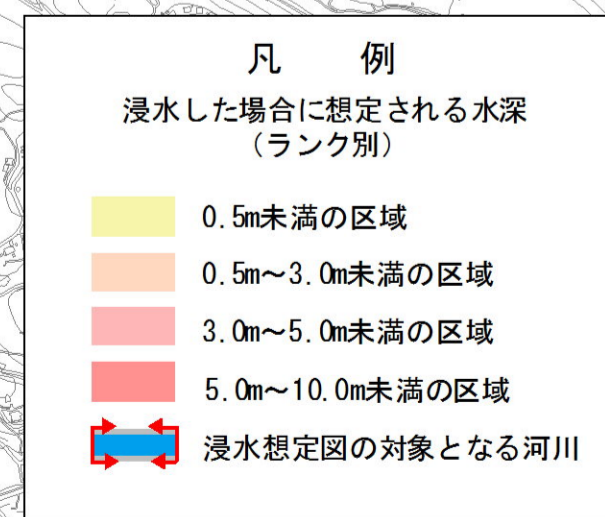 凡　例
浸水した場合に想定される水深
（ランク別）
0.5m未満の区域
0.5m～3.0m未満の区域
3.0m～5.0m未満の区域
5.0m～10.0m未満の区域
浸水想定図の対象となる河川